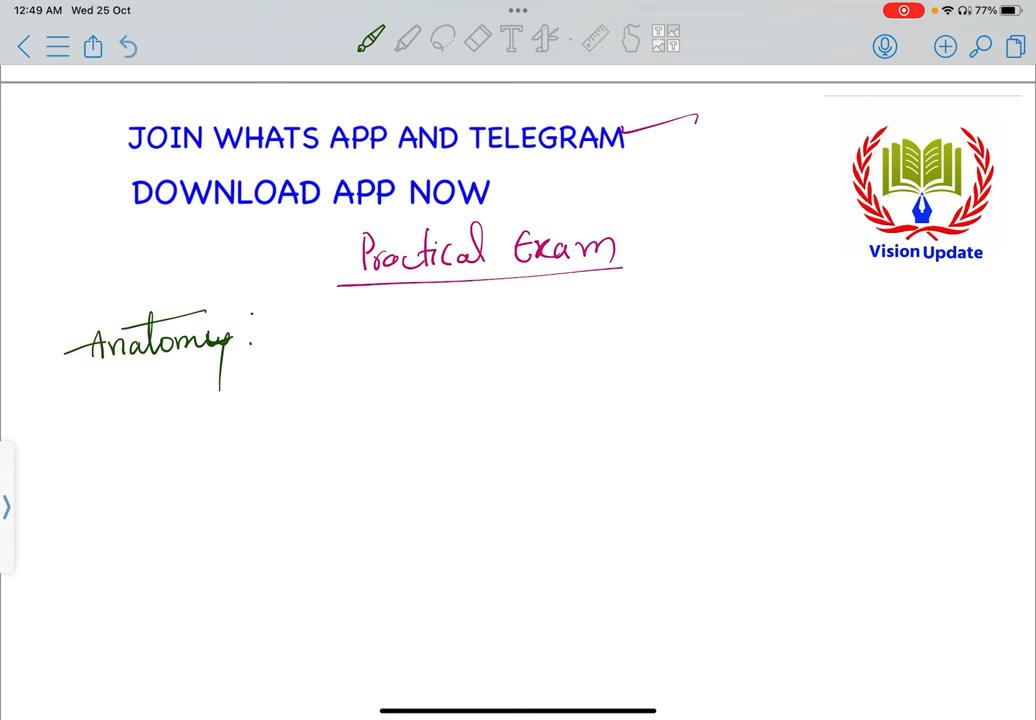 12:49 AM Wed 25 Oct
77%
JOIN WHATS APP AND TELEGRAM
DOWNLOAD APP NOW
Practical Exam
Vision Update
Anatomy :